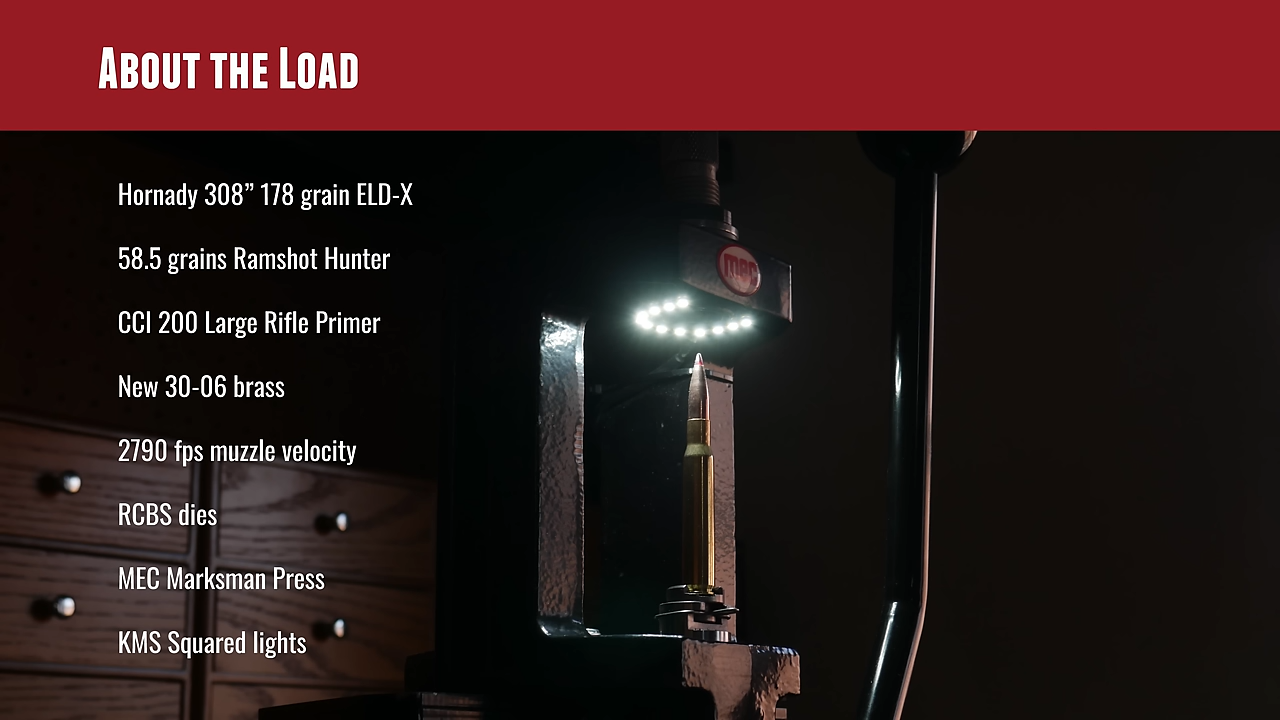 About the Load
Hornady 308” 178 grain ELD-X
58.5 grains Ramshot Hunter
CCI 200 Large Rifle Primer
New 30-06 brass
2790 fps muzzle velocity
RCBS dies
MEC Marksman Press
KMS Squared lights
mec